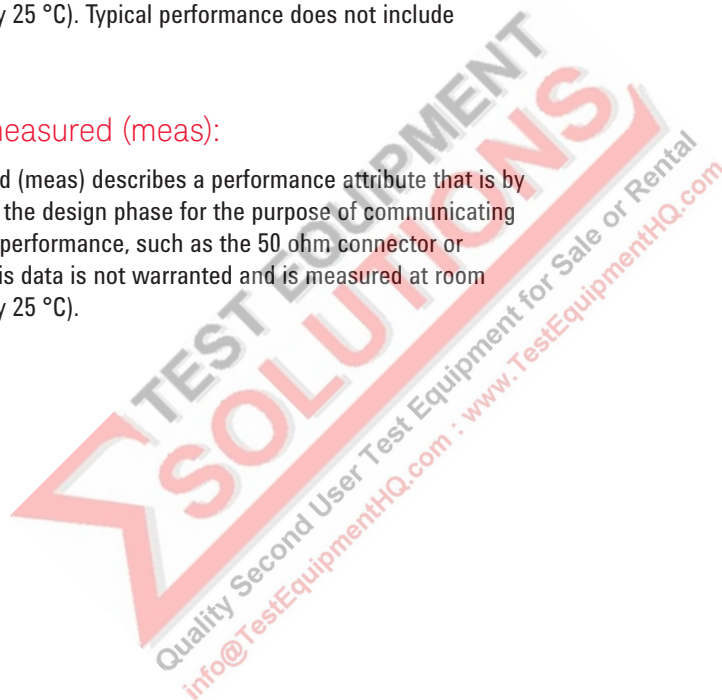 y 25 °C). Typical performance does not include
neasured (meas):
d (meas) describes a performance attribute that is by
the design phase for the purpose of communicating
performance, such as the 50 ohm connector or
is data is not warranted and is measured at room
y 25 °C).
TEST EQUIPMENT
SOLUTIONS
Quality Second User Test Equipment for Sale or Rental
info@TestEquipmentHQ.com : www.TestEquipmentHQ.com